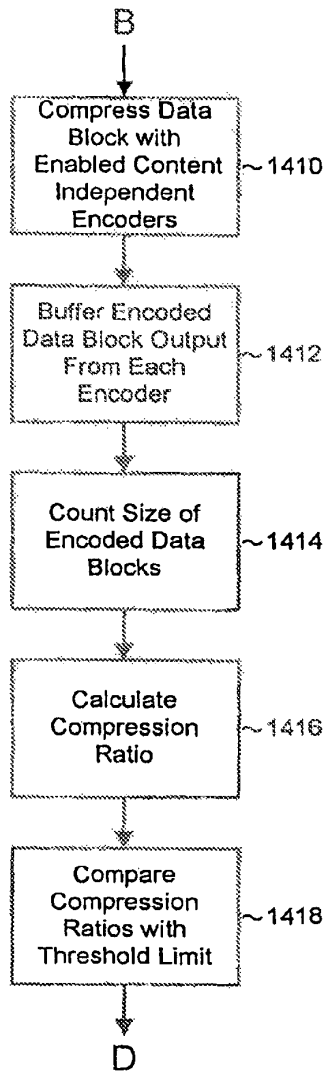 B
Compress Data
Block with
Enabled Content
Independent
Encoders
~1410
Buffer Encoded
Data Block Output
From Each
Encoder
~1412
Count Size of
Encoded Data
Blocks
~1414
Calculate
Compression
Ratio
~1416
Compare
Compression
Ratios with
Threshold Limit
~1418
D